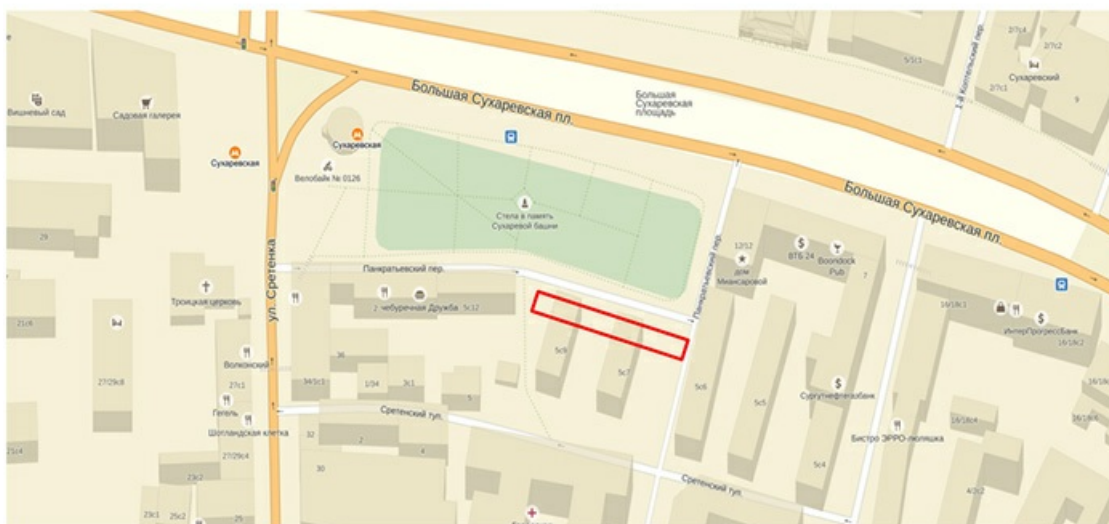 2/7с4
2/7с2
5/1с1
Сухаревский
2/7с1
9
1-й Коптельский пер.
Вишневый сад
Садовая галерея
Большая Сухаревская пл.
Большая
Сухаревская
площадь
Сухаревская
Сухаревская
Велобайк № 0126
Стела в память
Сухаревой башни
Большая Сухаревская пл.
29
ул. Сретенка
Панкратьевский пер.
Панкратьевский пер.
12/12
дом
Миансаровой
ВТБ 24
Boondock
Pub
7
Троицкая церковь
2
чебуречная Дружба
5с12
16/18с1
ИнтерПрогрессБанк
16/18с2
21с8
27/29с8
Волконский
36
5с9
5с7
5с6
27с1
34/1с1
1/34
3с1
5
5с5
Сургутнефтегазбанк
Гегель
Шотландская клетка
Сретенский туп.
32
2
4
Бистро ЭРРО-люляшка
16/18с4
21с4
27/29с4
30
23с2
5с4
Сретенский туп.
4/2с2
23с1
25с2
25